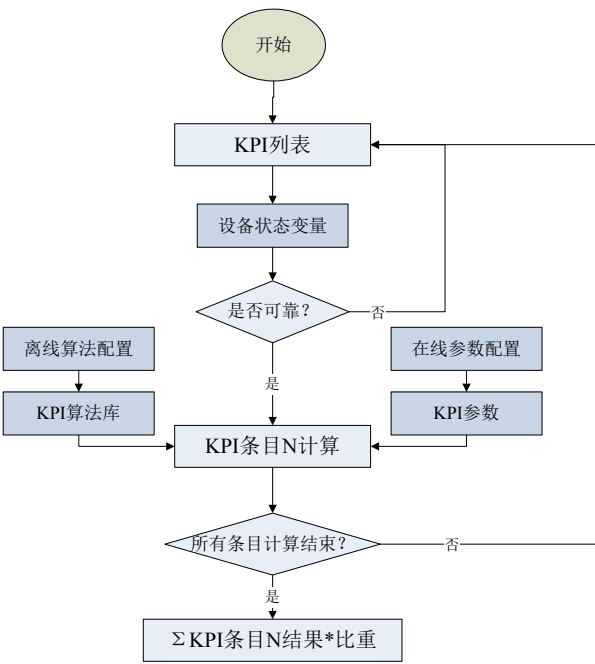 开始
KPI列表
设备状态变量
是否可靠？
否
离线算法配置
在线参数配置
是
KPI算法库
KPI参数
KPI条目N计算
所有条目计算结束？
否
是
ΣKPI条目N结果*比重